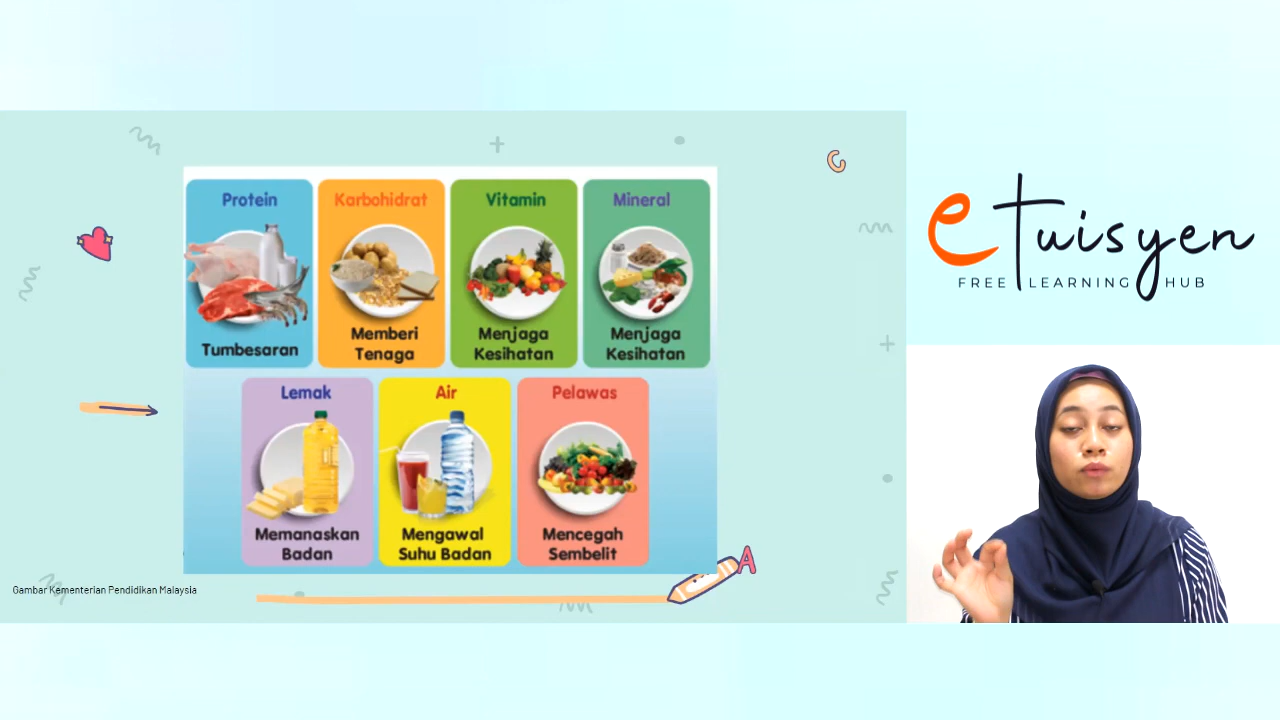 Protein
Karbohidrat
Vitamin
Mineral
Tumbesaran
Memberi
Tenaga
Menjaga
Kesihatan
Menjaga
Kesihatan
Lemak
Air
Pelawas
Memanaskan
Badan
Mengawal
Suhu Badan
Mencegah
Sembelit
A
Gambar Kementerian Pendidikan Malaysia
eTuisyen
FREE LEARNING HUB